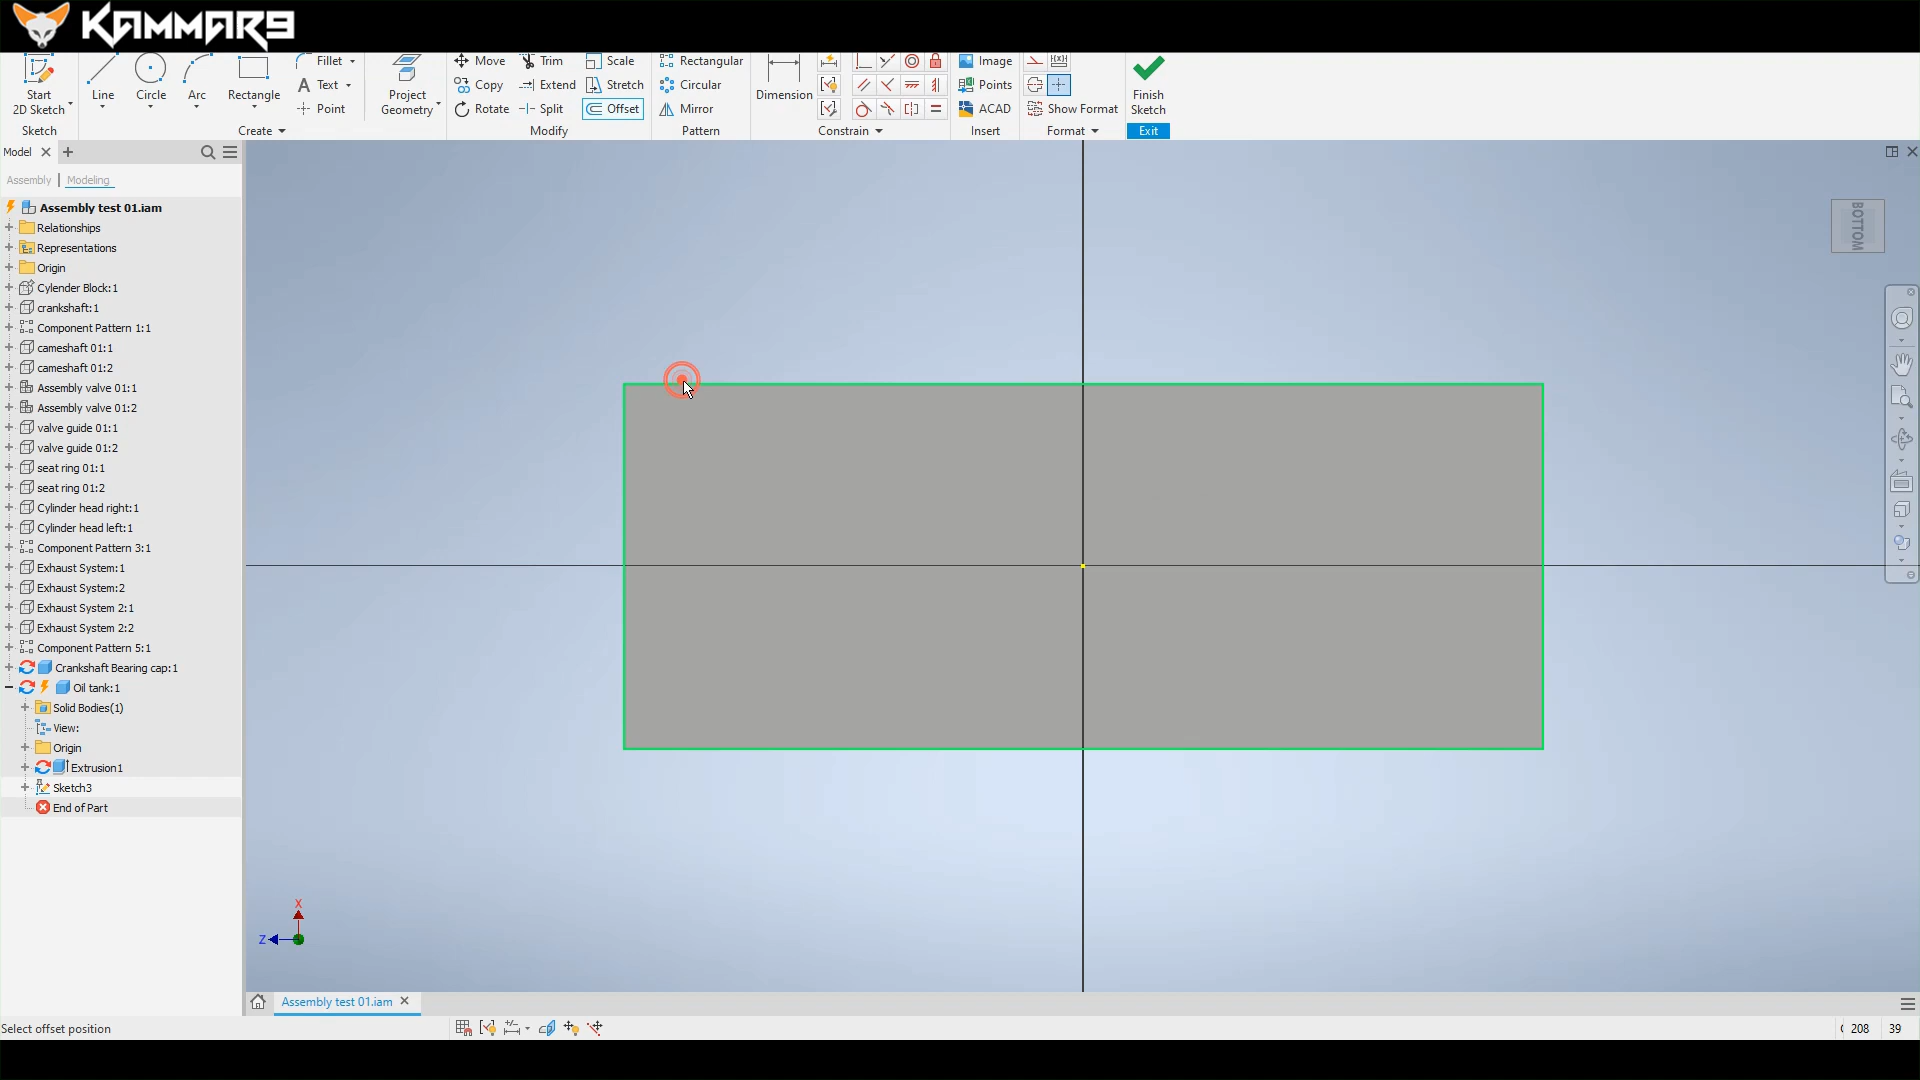 KAMMAR9
Fillet
Move
Trim
Scale
Rectangular
Image
Text
Copy
Extend
Stretch
Circular
Points
Start
2D Sketch
Line
Circle
Arc
Rectangle
Point
Project
Geometry
Rotate
Split
Offset
Mirror
Dimension
ACAD
Show Format
Finish
Sketch
Sketch
Create
Modify
Pattern
Constrain
Insert
Format
Exit
Model
Assembly
Modeling
BOTTOM
Assembly test 01.iam
Relationships
Representations
Origin
Cylender Block:1
crankshaft:1
Component Pattern 1:1
cameshaft 01:1
cameshaft 01:2
Assembly valve 01:1
Assembly valve 01:2
valve guide 01:1
valve guide 01:2
seat ring 01:1
seat ring 01:2
Cylinder head right:1
Cylinder head left:1
Component Pattern 3:1
Exhaust System:1
Exhaust System:2
Exhaust System 2:1
Exhaust System 2:2
Component Pattern 5:1
Crankshaft Bearing cap:1
Oil tank:1
Solid Bodies(1)
View:
Origin
Extrusion1
Sketch3
End of Part
X
Z
Assembly test 01.iam
Select offset position
208
39